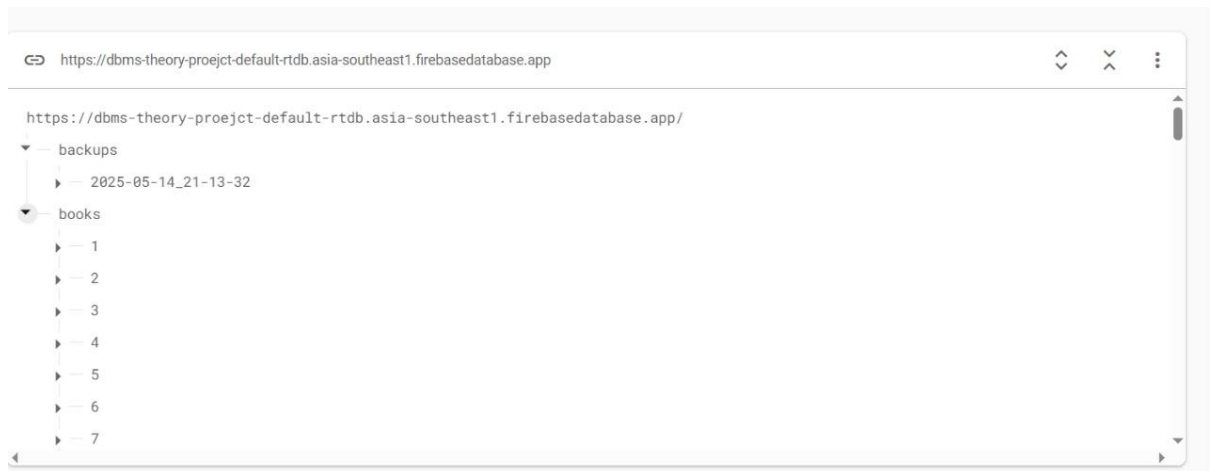 https://dbms-theory-proejct-default-rtdb.asia-southeast1.firebasedatabase.app
https://dbms-theory-proejct-default-rtdb.asia-southeast1.firebasedatabase.app/
backups
2025-05-14_21-13-32
books
1
2
3
4
5
6
7